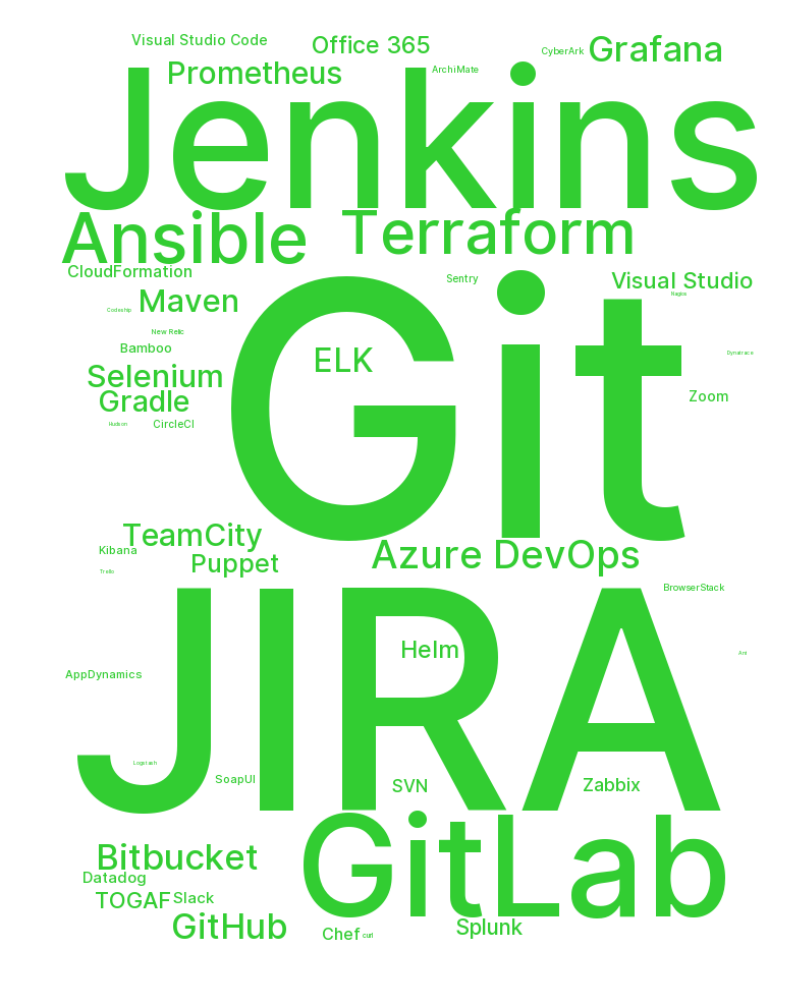 Visual Studio Code
Office 365
CyberArk
Grafana
Prometheus
ArchiMate
Jenkins
Ansible
Terraform
CloudFormation
Sentry
Visual Studio
Maven
Nagios
Codeship
New Relic
Bamboo
ELK
Dynatrace
Git
Selenium
Gradle
Zoom
Hudson
CircleCI
TeamCity
Kibana
Puppet
Azure DevOps
Trello
BrowserStack
JIRA
Helm
AppDynamics
Logstash
SoapUI
SVN
Zabbix
GitLab
Bitbucket
Datadog
TOGAF
Slack
GitHub
Chef
curl
Splunk